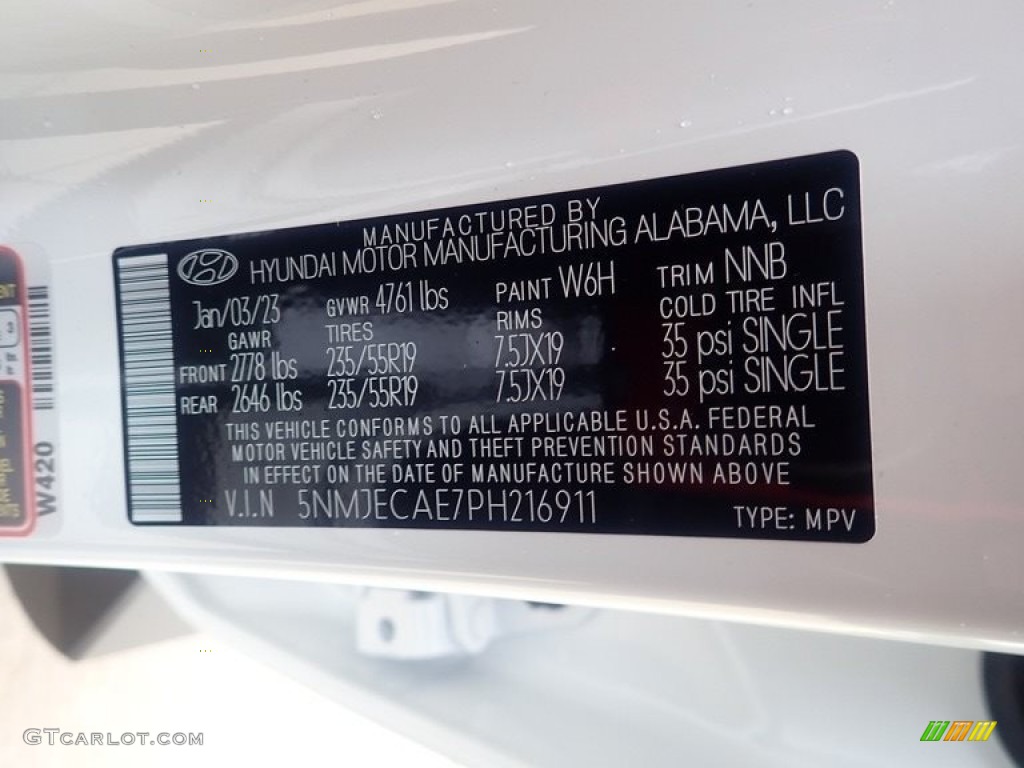 MANUFACTURED BY
HYUNDAI MOTOR MANUFACTURING ALABAMA, LLC
Jan/03/23 GVWR 4761 lbs PAINT W6H TRIM NNB
GAWR TIRES RIMS COLD TIRE INFL
FRONT 2778 lbs 235/55R19 7.5JX19 35 psi SINGLE
REAR 2646 lbs 235/55R19 7.5JX19 35 psi SINGLE
THIS VEHICLE CONFORMS TO ALL APPLICABLE U.S.A. FEDERAL
MOTOR VEHICLE SAFETY AND THEFT PREVENTION STANDARDS
IN EFFECT ON THE DATE OF MANUFACTURE SHOWN ABOVE
V.I.N 5NMJECAE7PH216911 TYPE: MPV
W420
3
GTCarlot.com